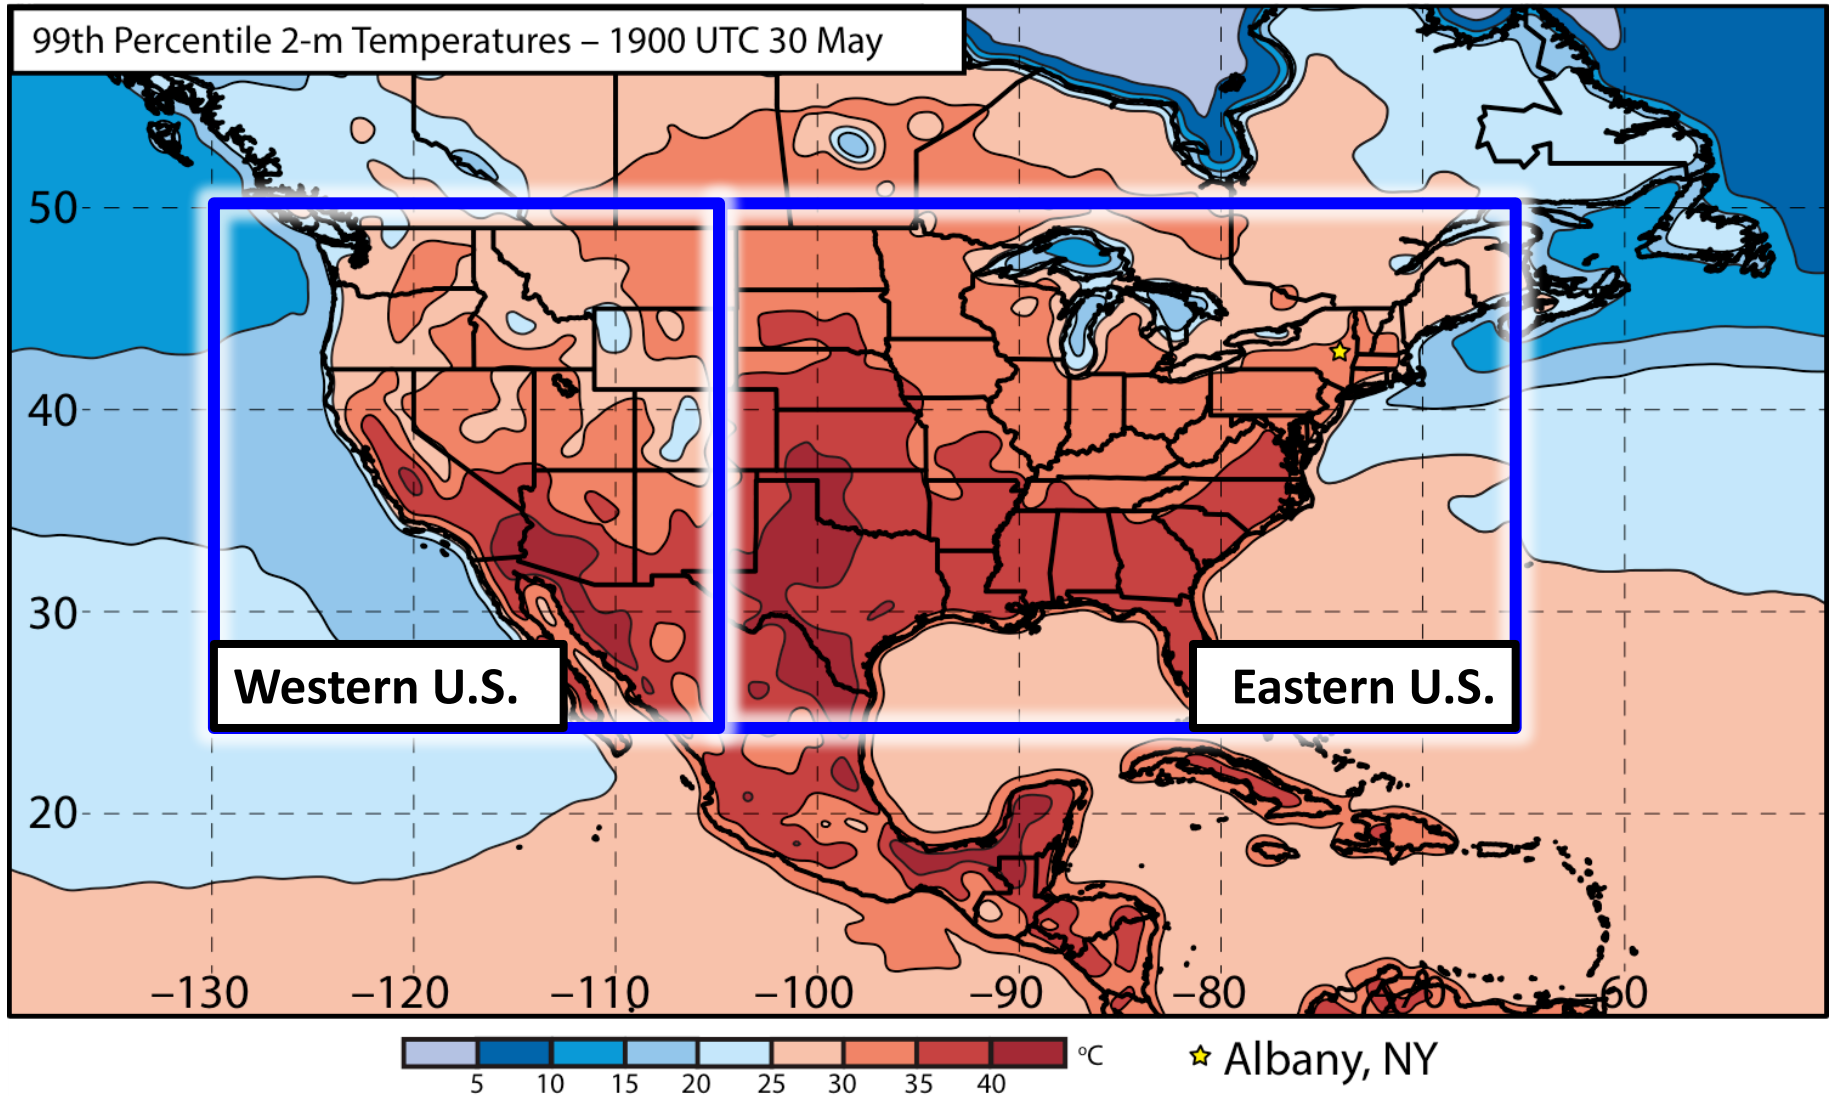 99th Percentile 2-m Temperatures – 1900 UTC 30 May
50
40
30
20
Western U.S.
Eastern U.S.
−130 −120 −110 −100 −90 −80 −70 −60
5 10 15 20 25 30 35 40 °C
Albany, NY